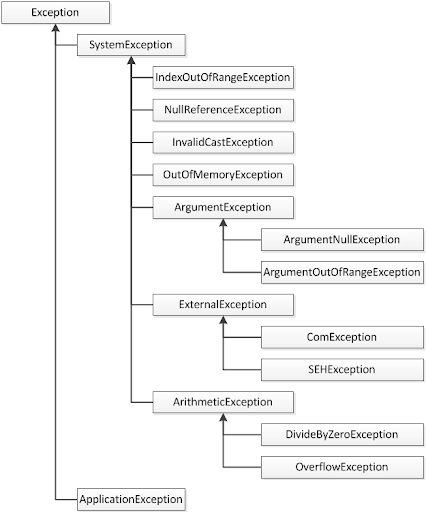 Exception
SystemException
IndexOutOfRangeException
NullReferenceException
InvalidCastException
OutOfMemoryException
ArgumentException
ArgumentNullException
ArgumentOutOfRangeException
ExternalException
ComException
SEHException
ArithmeticException
DivideByZeroException
OverflowException
ApplicationException